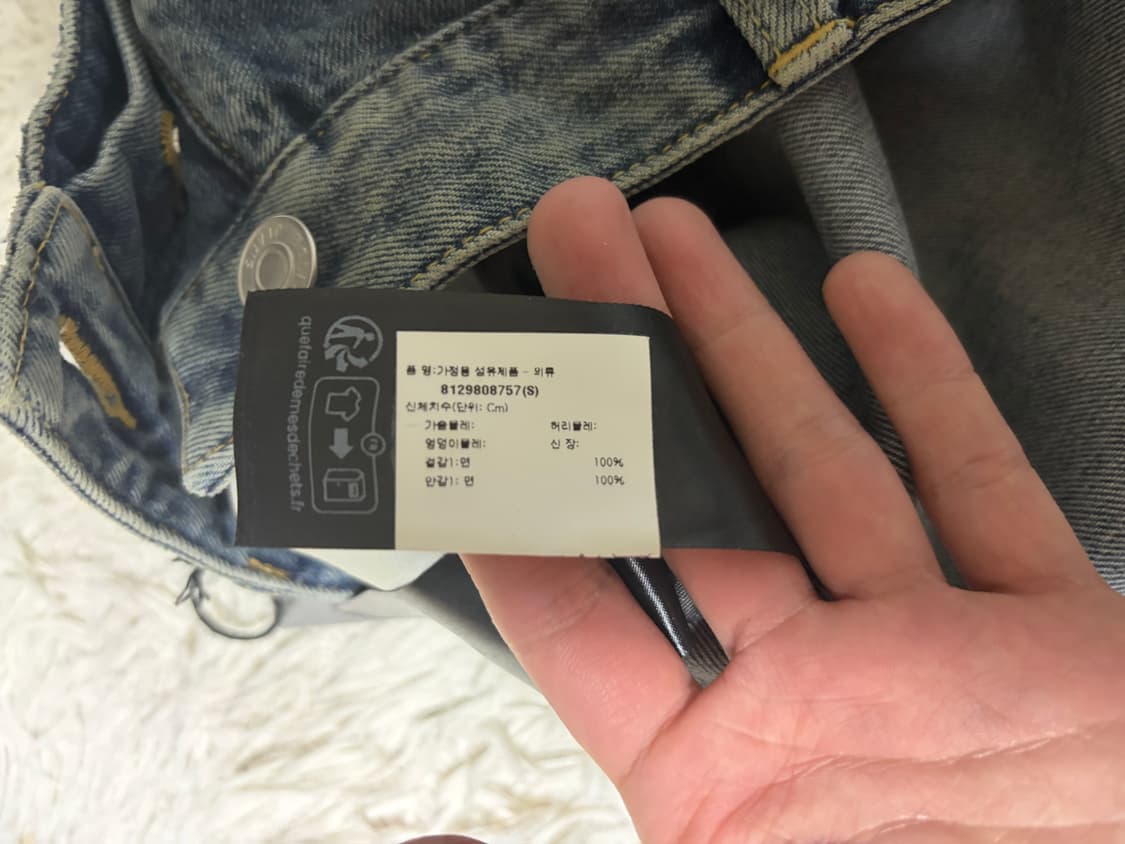 품 명:가정용 섬유제품 - 의류
8129808757(S)
신체치수(단위: Cm)
가슴둘레: 허리둘레:
엉덩이둘레: 신 장:
겉감1:면 100%
안감1: 면 100%
quefairedemesdechets.fr